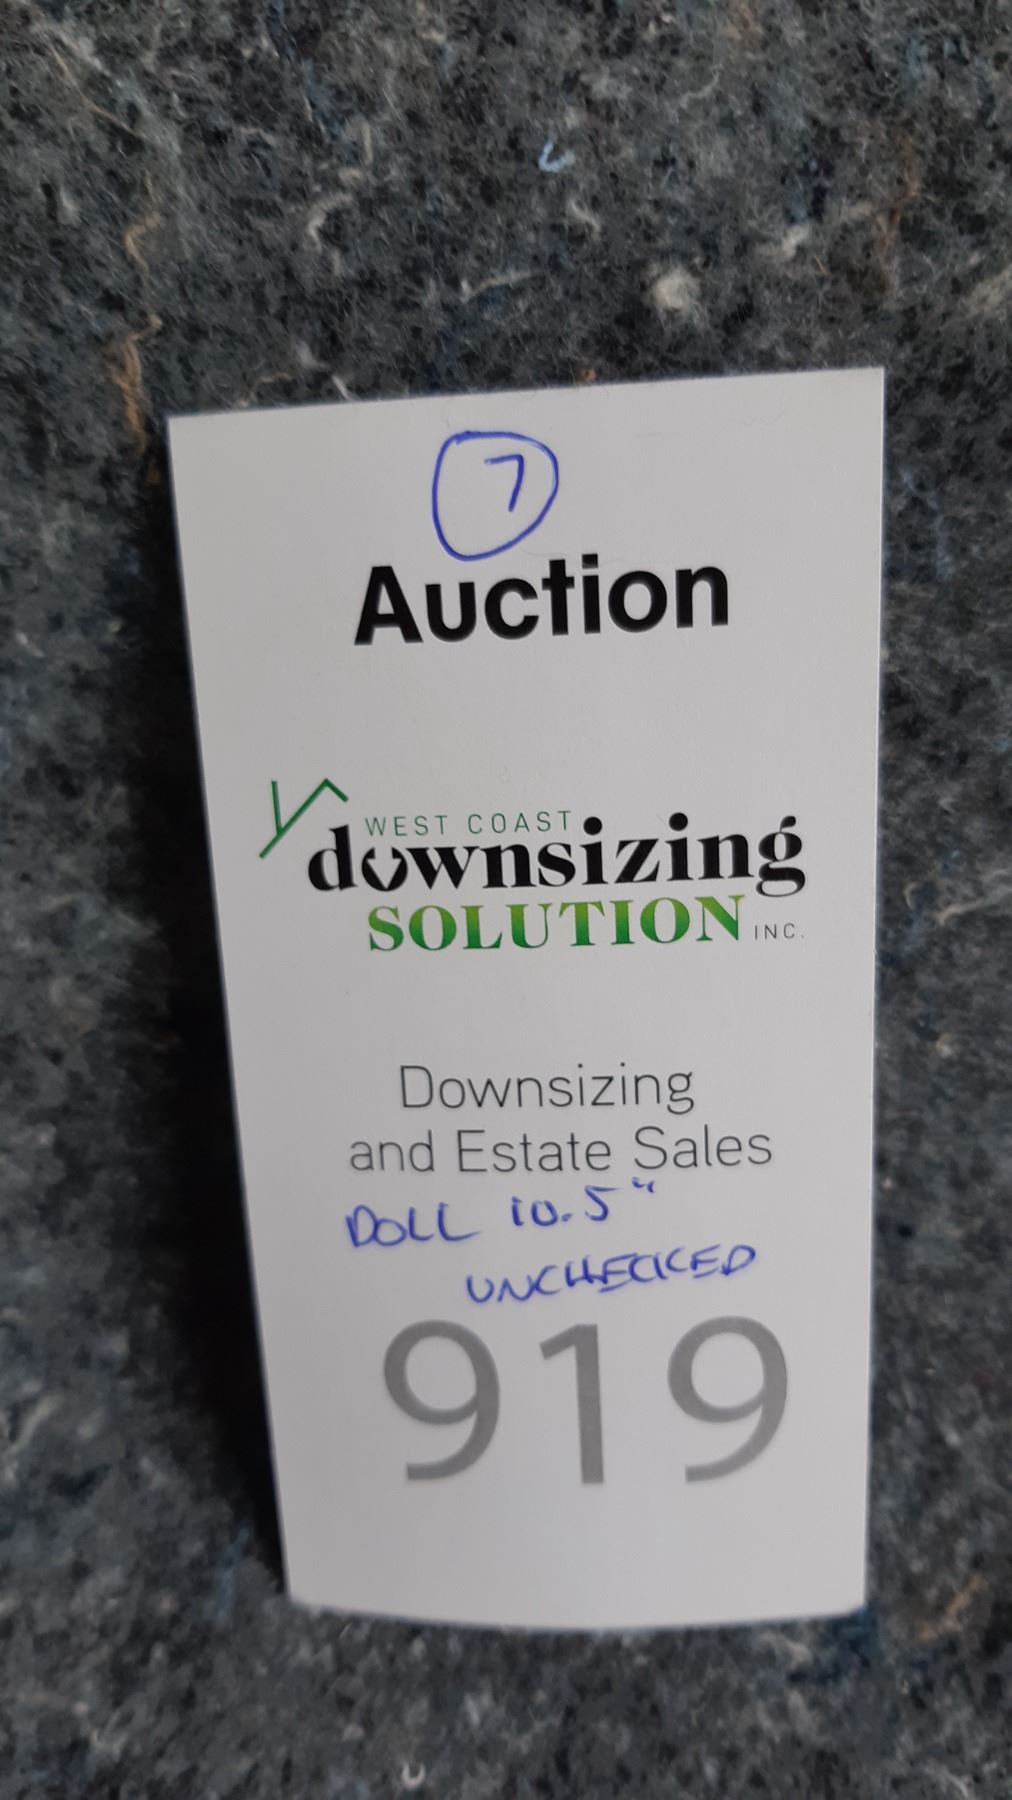 7
Auction
WEST COAST
downsizing
SOLUTION INC.
Downsizing
and Estate Sales
DOLL 10.5"
UNCHECKED
919